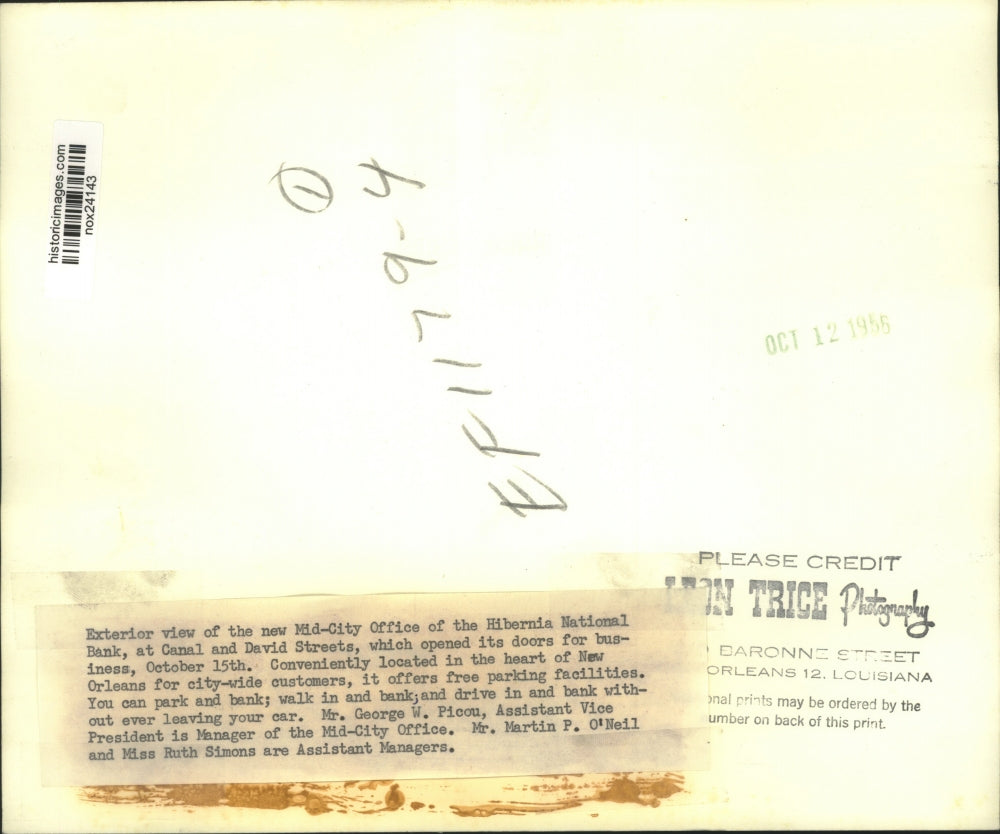 historicimages.com
nox24143
1
EF 1179-4
OCT 12 1956
PLEASE CREDIT
LEON TRICE Photography
BARONNE STREET
ORLEANS 12, LOUISIANA
onal prints may be ordered by the
umber on back of this print.
Exterior view of the new Mid-City Office of the Hibernia National
Bank, at Canal and David Streets, which opened its doors for bus-
iness, October 15th. Conveniently located in the heart of New
Orleans for city-wide customers, it offers free parking facilities.
You can park and bank; walk in and bank;and drive in and bank with-
out ever leaving your car. Mr. George W. Picou, Assistant Vice
President is Manager of the Mid-City Office. Mr. Martin P. O'Neil
and Miss Ruth Simons are Assistant Managers.